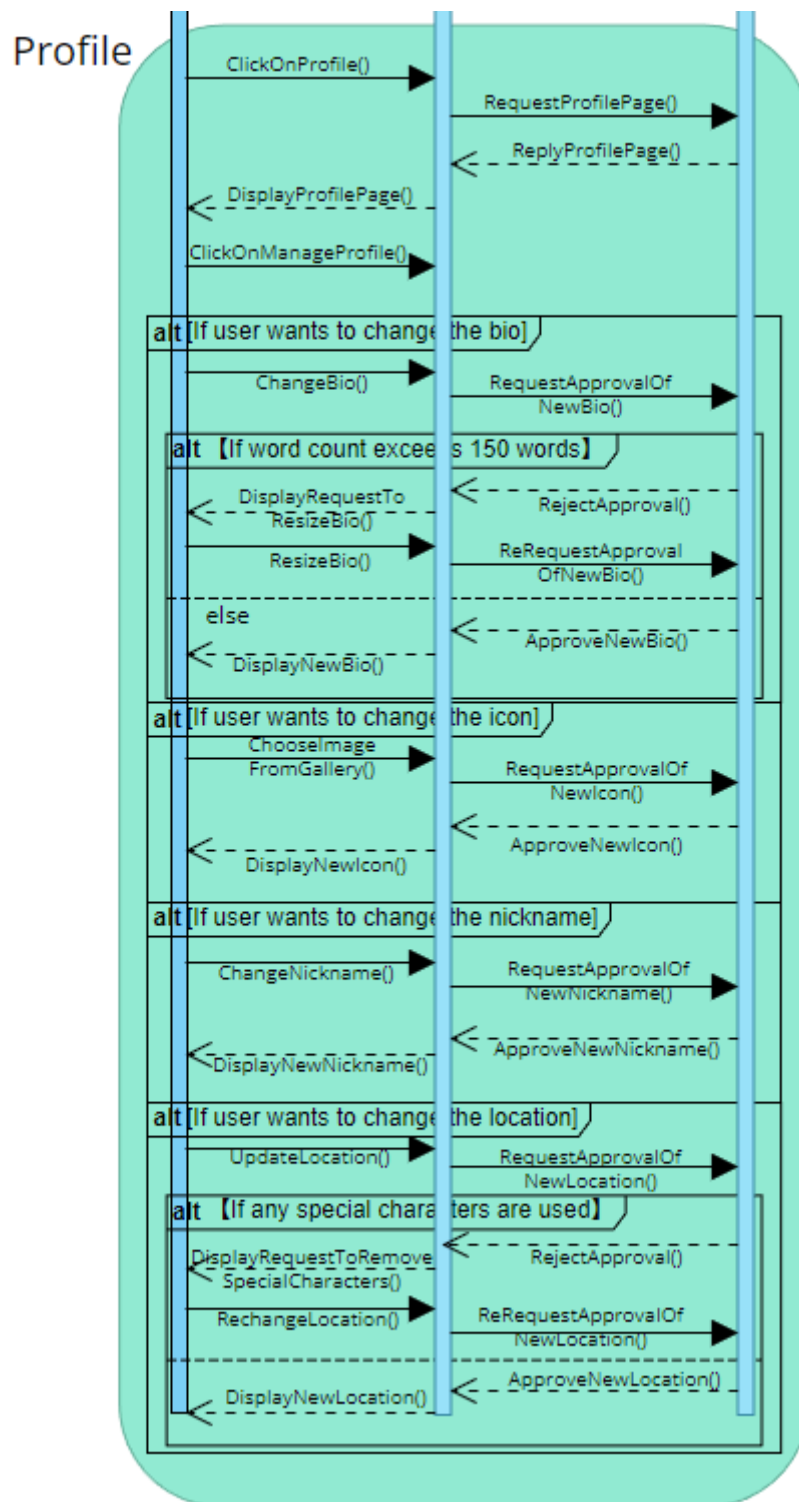 Profile
ClickOnProfile()
RequestProfilePage()
ReplyProfilePage()
DisplayProfilePage()
ClickOnManageProfile()
alt [If user wants to change the bio]
ChangeBio()
RequestApprovalOf
NewBio()
alt 【If word count exceeds 150 words】
RejectApproval()
DisplayRequestTo
ResizeBio()
ResizeBio()
ReRequestApproval
OfNewBio()
else
ApproveNewBio()
DisplayNewBio()
alt [If user wants to change the icon]
ChooseImage
FromGallery()
RequestApprovalOf
NewIcon()
ApproveNewIcon()
DisplayNewIcon()
alt [If user wants to change the nickname]
ChangeNickname()
RequestApprovalOf
NewNickname()
ApproveNewNickname()
DisplayNewNickname()
alt [If user wants to change the location]
UpdateLocation()
RequestApprovalOf
NewLocation()
alt 【If any special characters are used】
RejectApproval()
DisplayRequestToRemove
SpecialCharacters()
RechangeLocation()
ReRequestApprovalOf
NewLocation()
ApproveNewLocation()
DisplayNewLocation()